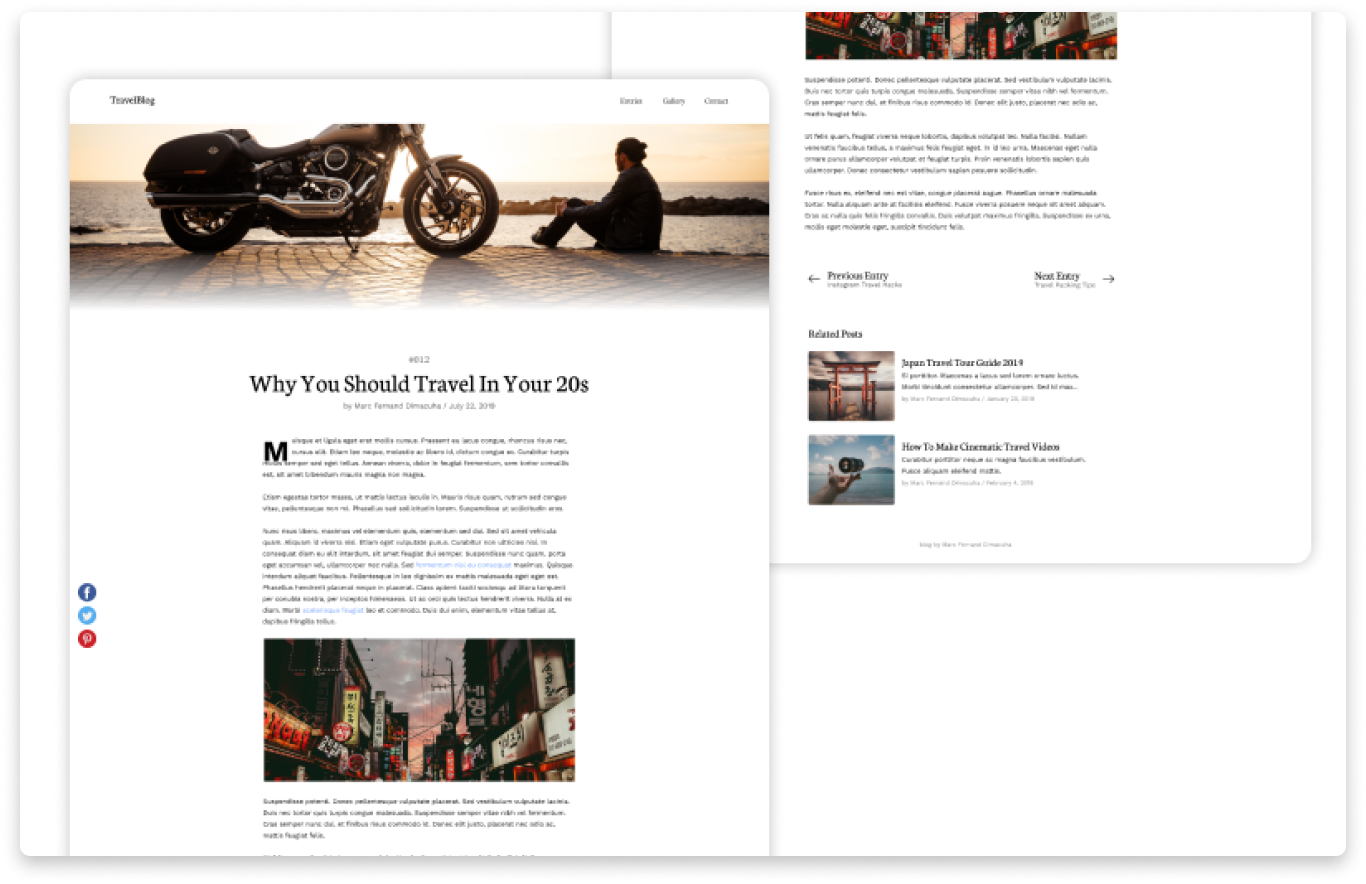 TravelBlog
Entries Gallery Contact
#012
Why You Should Travel In Your 20s
by Marc Fernand Dimazuha / July 22, 2019
M
uisque et ligula eget erat mollis cursus. Praesent eu lacus congue, rhoncus risus nec,
cursus elit. Etiam leo neque, molestie ac libero id, dictum congue ex. Curabitur turpis
mollis semper sed eget tellus. Aenean viverra, dolor in feugiat fermentum, sem tortor convallis
est, sit amet bibendum mauris magna non magna.
Etiam egestas tortor massa, ut mattis lectus iaculis in. Mauris risus quam, rutrum sed congue
vitae, pellentesque non mi. Phasellus sed sollicitudin lorem. Suspendisse ut sollicitudin eros.
Nunc risus libero, maximus vel elementum quis, elementum sed dui. Sed sit amet vehicula
quam. Aliquam id viverra nisi. Etiam eget vulputate purus. Curabitur non ultricies nisl. In
consequat diam eu elit interdum, sit amet feugiat dui semper. Suspendisse nunc quam, porta
eget accumsan vel, ullamcorper nec nulla. Sed fermentum nisl eu consequat maximus. Quisque
interdum aliquet faucibus. Pellentesque in leo dignissim ex mattis malesuada eget eget est.
Phasellus hendrerit placerat neque in placerat. Class aptent taciti sociosqu ad litora torquent
per conubia nostra, per inceptos himenaeos. Ut ac orci quis lectus hendrerit viverra. Nulla at ex
diam. Morbi scelerisque feugiat leo et commodo. Duis dui enim, elementum vitae tellus at,
dapibus fringilla tellus.
Suspendisse potenti. Donec pellentesque vulputate placerat. Sed vestibulum vulputate lacinia.
Duis nec tortor quis turpis congue malesuada. Suspendisse semper vitae nibh vel fermentum.
Cras semper nunc dui, et finibus risus commodo id. Donec elit justo, placerat nec odio ac,
mattis feugiat felis.
Suspendisse potenti. Donec pellentesque vulputate placerat. Sed vestibulum vulputate lacinia.
Duis nec tortor quis turpis congue malesuada. Suspendisse semper vitae nibh vel fermentum.
Cras semper nunc dui, et finibus risus commodo id. Donec elit justo, placerat nec odio ac,
mattis feugiat felis.
Ut felis quam, feugiat viverra neque lobortis, dapibus volutpat leo. Nulla facilisi. Nullam
venenatis faucibus tellus, a maximus felis feugiat eget. In id leo urna. Maecenas eget nulla
ornare purus ullamcorper volutpat et feugiat turpis. Proin venenatis lobortis sapien quis
ullamcorper. Donec consectetur vestibulum sapien posuere sollicitudin.
Fusce risus ex, eleifend nec est vitae, congue placerat augue. Phasellus ornare malesuada
tortor. Nulla aliquam ante at facilisis eleifend. Fusce viverra posuere neque sit amet aliquam.
Cras ac nulla quis felis fringilla convallis. Duis volutpat maximus fringilla. Suspendisse ex urna,
mollis eget molestie eget, suscipit tincidunt felis.
Previous Entry
Instagram Travel Hacks
Next Entry
Travel Packing Tips
Related Posts
Japan Travel Tour Guide 2019
Et porttitor. Maecenas a lacus sed lorem ornare luctus.
Morbi tincidunt consectetur ullamcorper. Sed id mas...
by Marc Fernand Dimazuha / January 20, 2019
How To Make Cinematic Travel Videos
Curabitur porttitor neque ac magna faucibus vestibulum.
Fusce aliquam eleifend mattis.
by Marc Fernand Dimazuha / February 4, 2019
blog by Marc Fernand Dimazuha